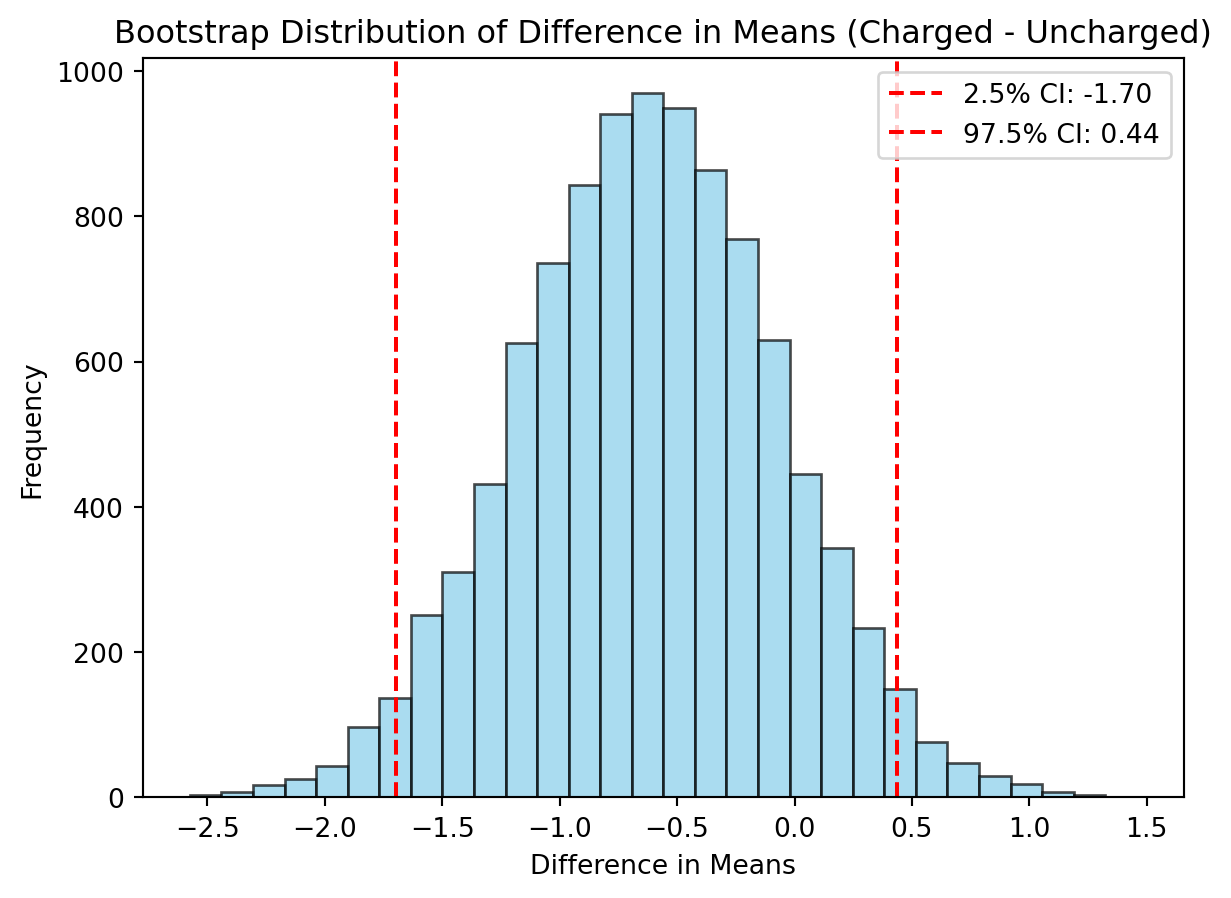 Bootstrap Distribution of Difference in Means (Charged - Uncharged)
2.5% CI: -1.70
97.5% CI: 0.44
Frequency
1000
800
600
400
200
0
−2.5 −2.0 −1.5 −1.0 −0.5 0.0 0.5 1.0 1.5
Difference in Means